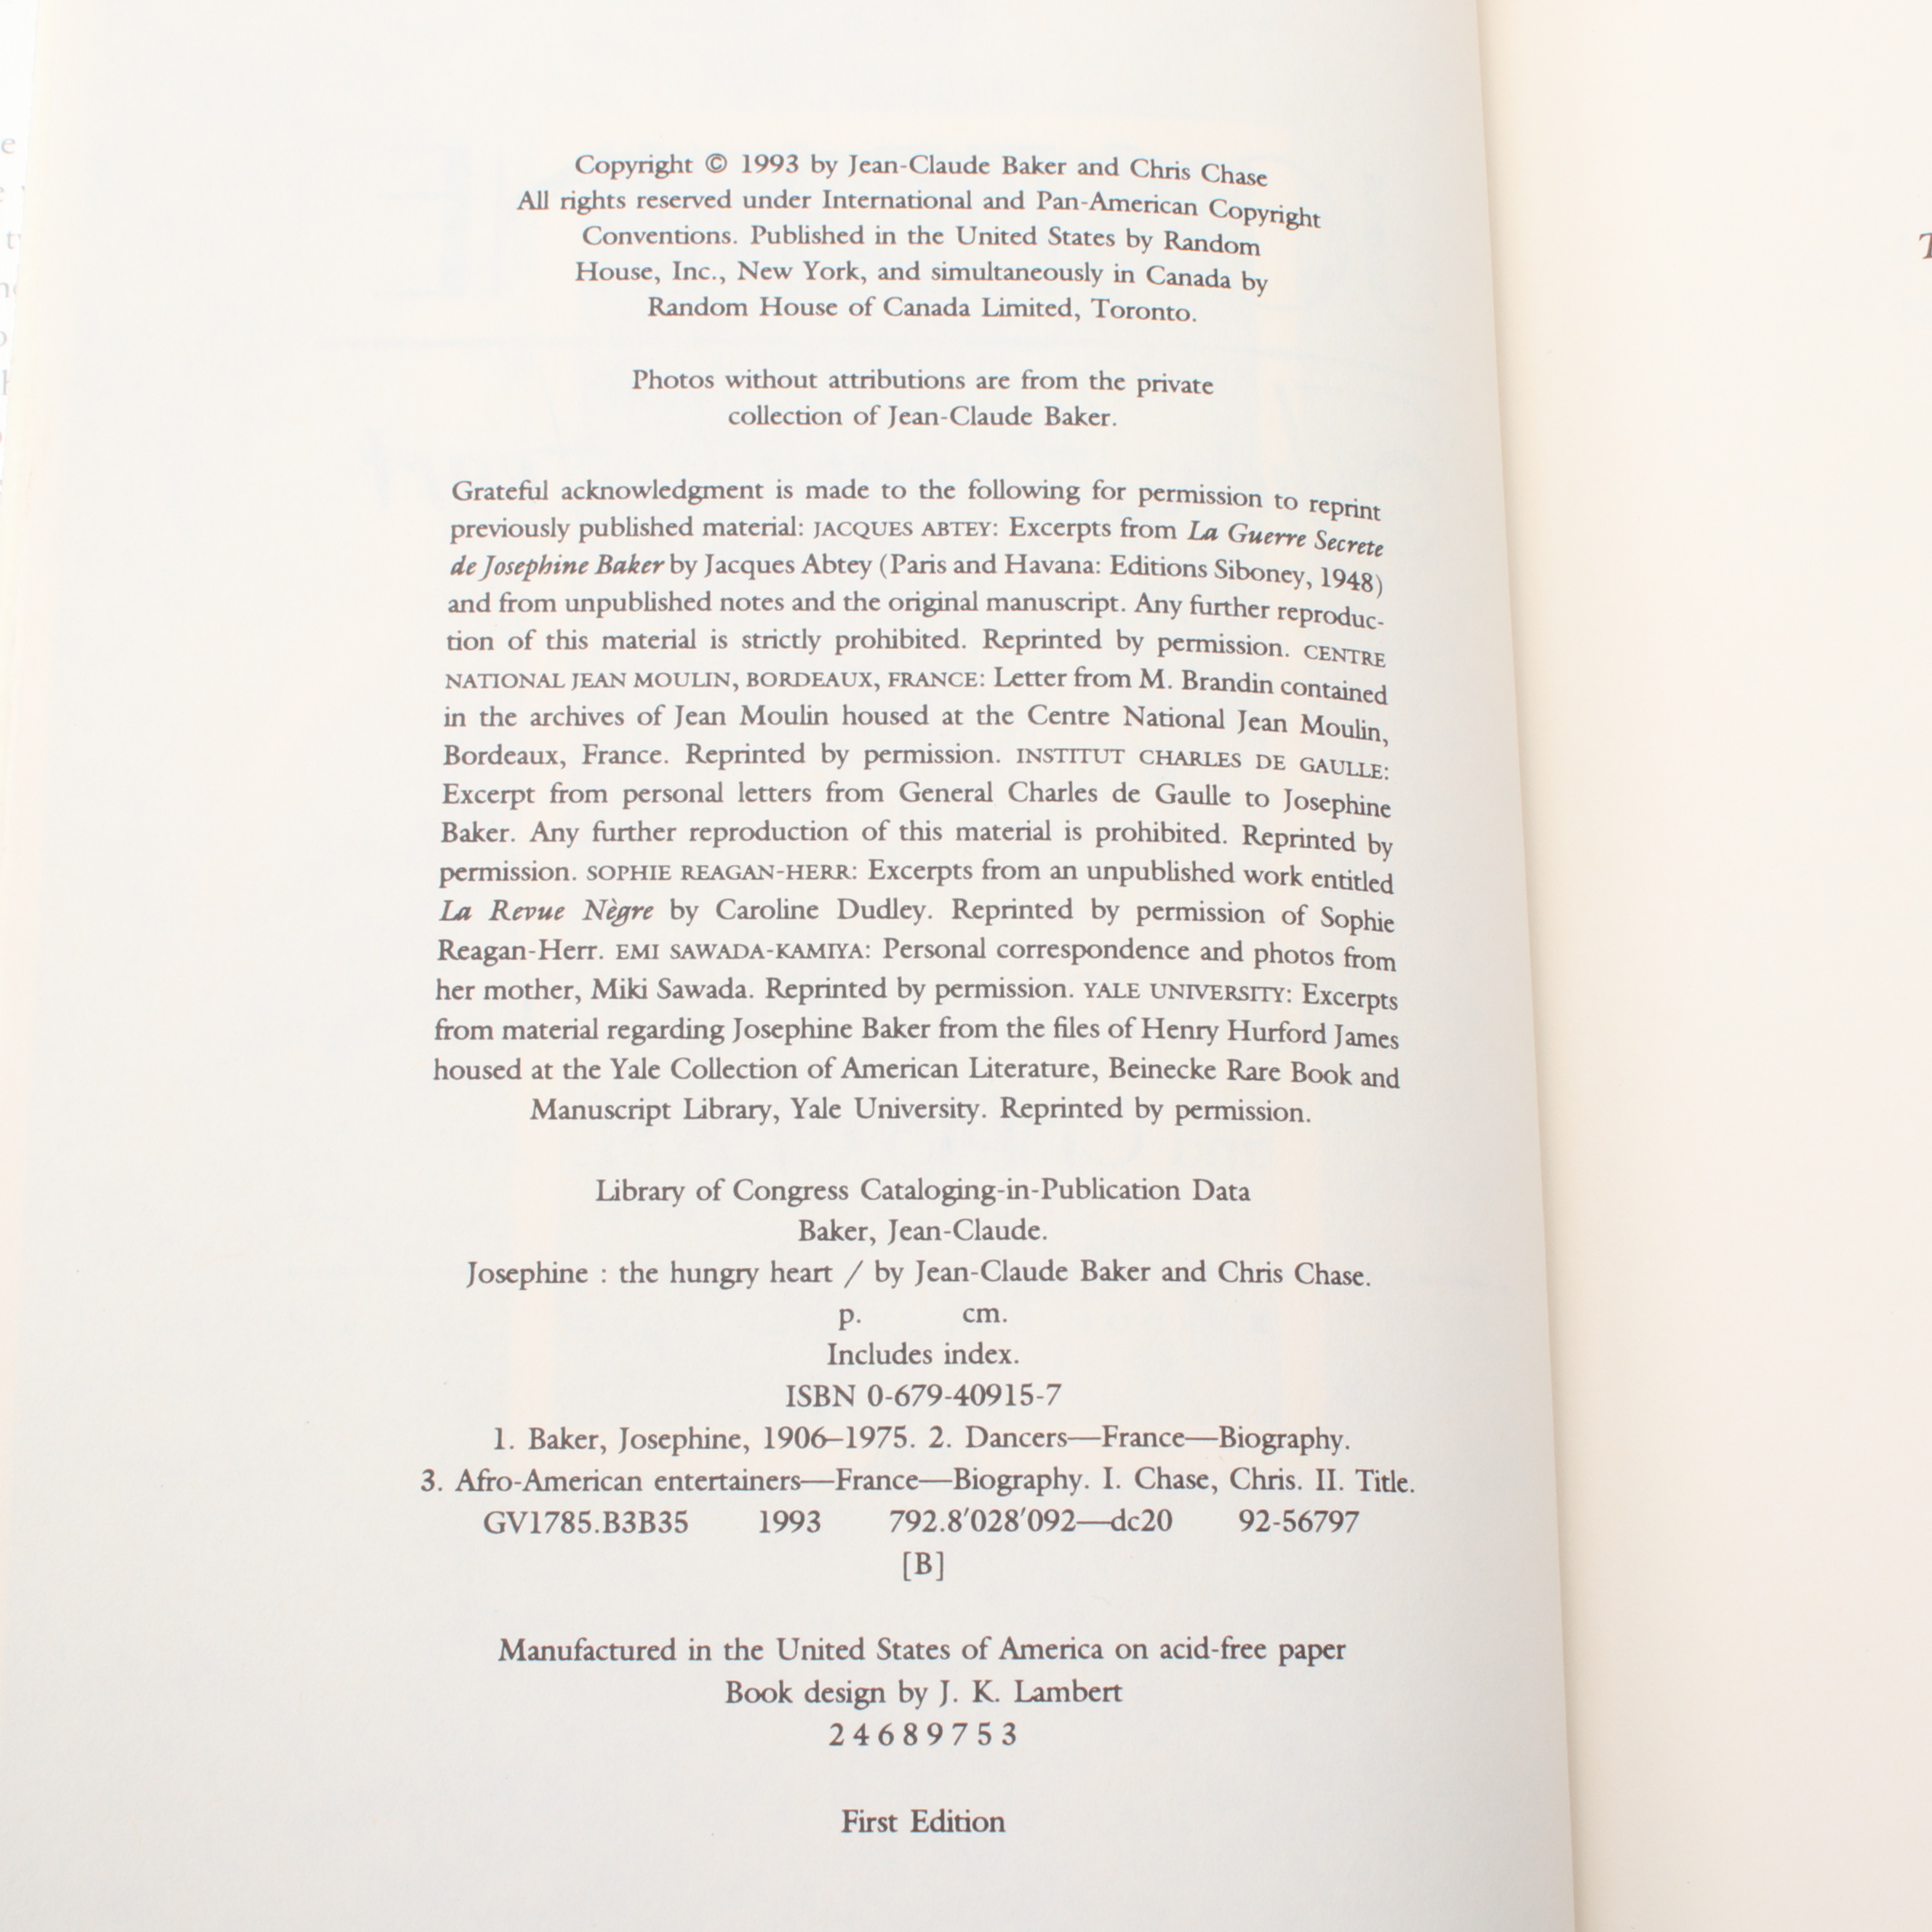 Copyright © 1993 by Jean-Claude Baker and Chris Chase
All rights reserved under International and Pan-American Copyright
Conventions. Published in the United States by Random
House, Inc., New York, and simultaneously in Canada by
Random House of Canada Limited, Toronto.
Photos without attributions are from the private
collection of Jean-Claude Baker.
Grateful acknowledgment is made to the following for permission to reprint
previously published material: JACQUES ABTEY: Excerpts from La Guerre Secrete
de Josephine Baker by Jacques Abtey (Paris and Havana: Editions Siboney, 1948)
and from unpublished notes and the original manuscript. Any further reproduc-
tion of this material is strictly prohibited. Reprinted by permission. CENTRE
NATIONAL JEAN MOULIN, BORDEAUX, FRANCE: Letter from M. Brandin contained
in the archives of Jean Moulin housed at the Centre National Jean Moulin,
Bordeaux, France. Reprinted by permission. INSTITUT CHARLES DE GAULLE:
Excerpt from personal letters from General Charles de Gaulle to Josephine
Baker. Any further reproduction of this material is prohibited. Reprinted by
permission. SOPHIE REAGAN-HERR: Excerpts from an unpublished work entitled
La Revue Nègre by Caroline Dudley. Reprinted by permission of Sophie
Reagan-Herr. EMI SAWADA-KAMIYA: Personal correspondence and photos from
her mother, Miki Sawada. Reprinted by permission. YALE UNIVERSITY: Excerpts
from material regarding Josephine Baker from the files of Henry Hurford James
housed at the Yale Collection of American Literature, Beinecke Rare Book and
Manuscript Library, Yale University. Reprinted by permission.
Library of Congress Cataloging-in-Publication Data
Baker, Jean-Claude.
Josephine : the hungry heart / by Jean-Claude Baker and Chris Chase.
p. cm.
Includes index.
ISBN 0-679-40915-7
1. Baker, Josephine, 1906–1975. 2. Dancers—France—Biography.
3. Afro-American entertainers—France—Biography. I. Chase, Chris. II. Title.
GV1785.B3B35 1993 792.8′028′092—dc20 92-56797
[B]
Manufactured in the United States of America on acid-free paper
Book design by J. K. Lambert
2 4 6 8 9 7 5 3
First Edition